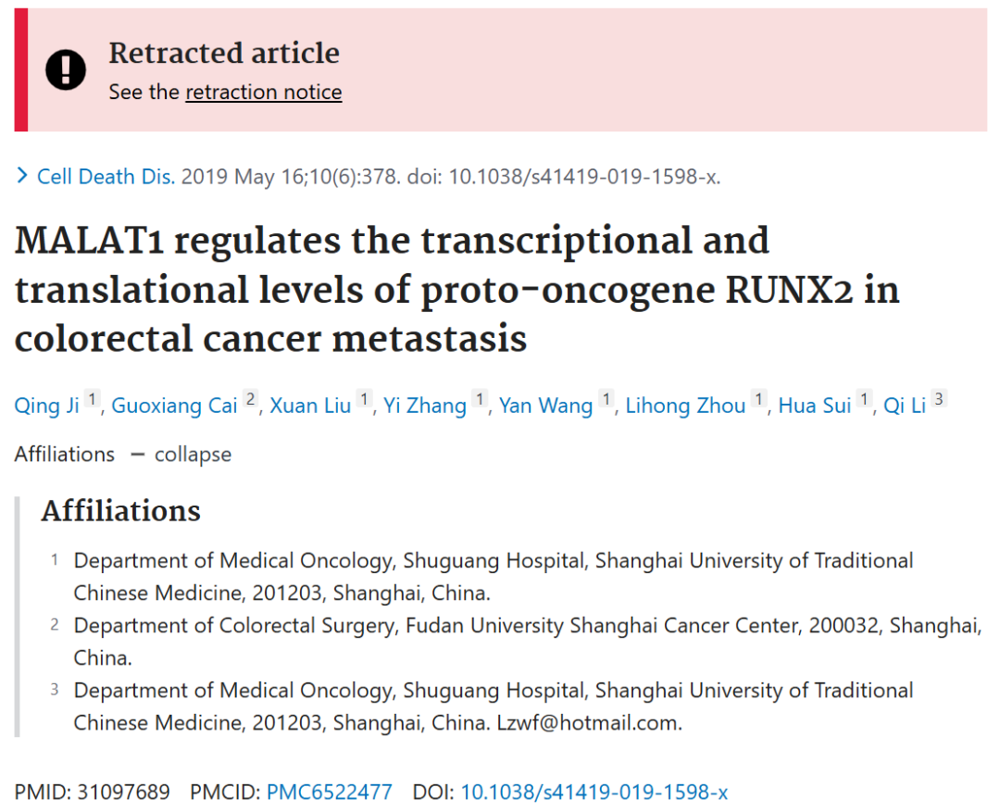 Retracted article
See the retraction notice
Cell Death Dis. 2019 May 16;10(6):378. doi: 10.1038/s41419-019-1598-x.
MALAT1 regulates the transcriptional and
translational levels of proto-oncogene RUNX2 in
colorectal cancer metastasis
Qing Ji 1, Guoxiang Cai 2, Xuan Liu 1, Yi Zhang 1, Yan Wang 1, Lihong Zhou 1, Hua Sui 1, Qi Li 3
Affiliations – collapse
Affiliations
1 Department of Medical Oncology, Shuguang Hospital, Shanghai University of Traditional
Chinese Medicine, 201203, Shanghai, China.
2 Department of Colorectal Surgery, Fudan University Shanghai Cancer Center, 200032, Shanghai,
China.
3 Department of Medical Oncology, Shuguang Hospital, Shanghai University of Traditional
Chinese Medicine, 201203, Shanghai, China. Lzwf@hotmail.com.
PMID: 31097689 PMCID: PMC6522477 DOI: 10.1038/s41419-019-1598-x